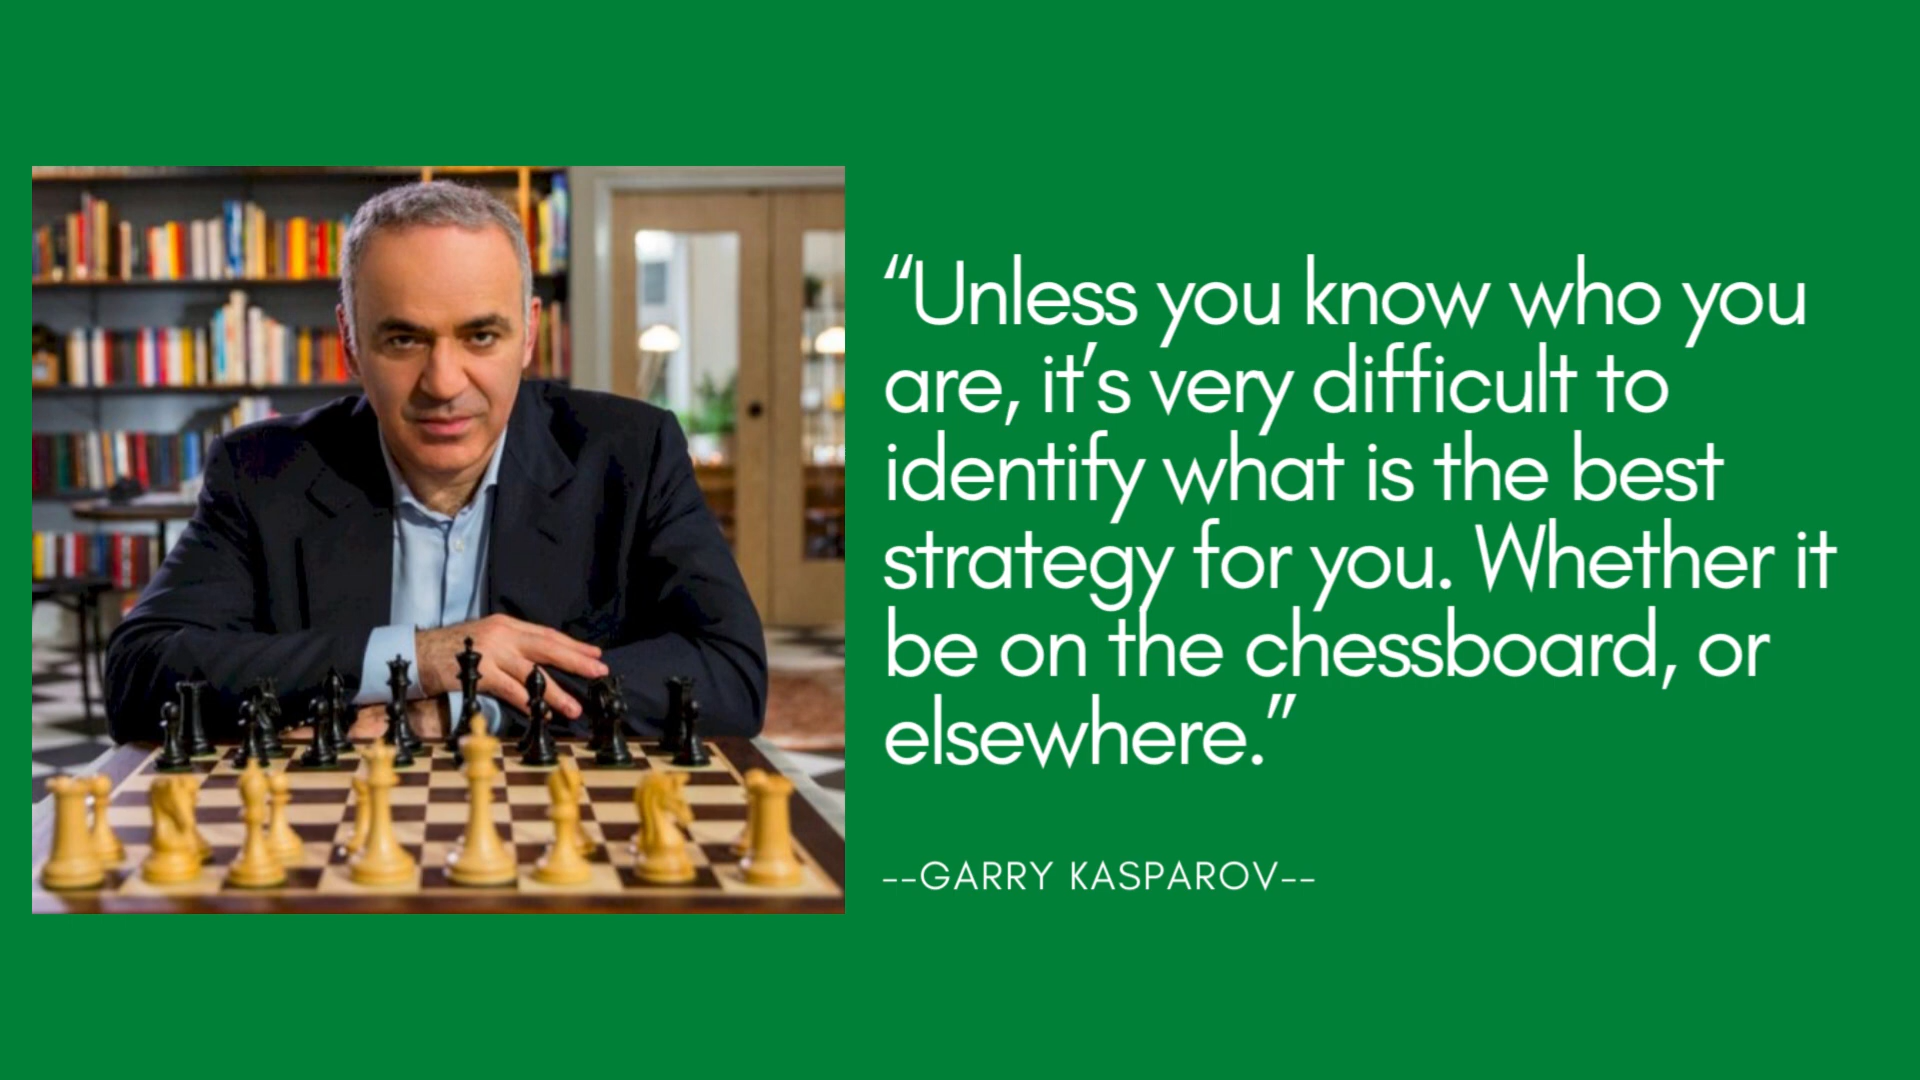 “Unless you know who you
are, it’s very difficult to
identify what is the best
strategy for you. Whether it
be on the chessboard, or
elsewhere.”
--GARRY KASPAROV--